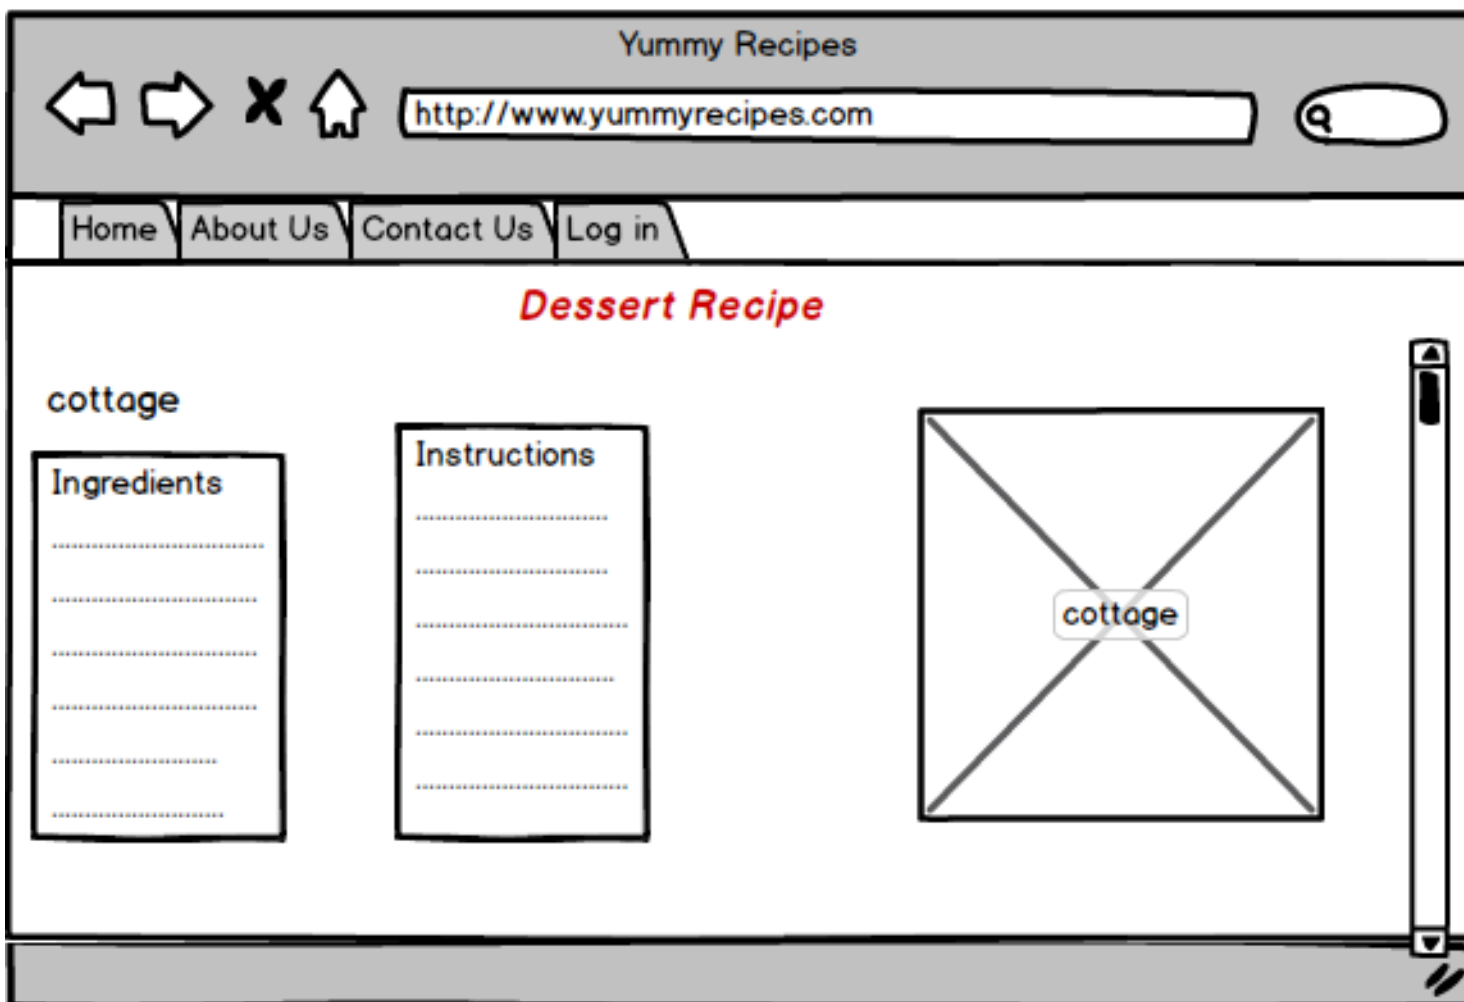 Yummy Recipes
http://www.yummyrecipes.com
Home About Us Contact Us Log in
Dessert Recipe
cottage
Ingredients
................................
...............................
...............................
...............................
.........................
..........................
Instructions
.............................
.............................
................................
..............................
................................
................................
cottage